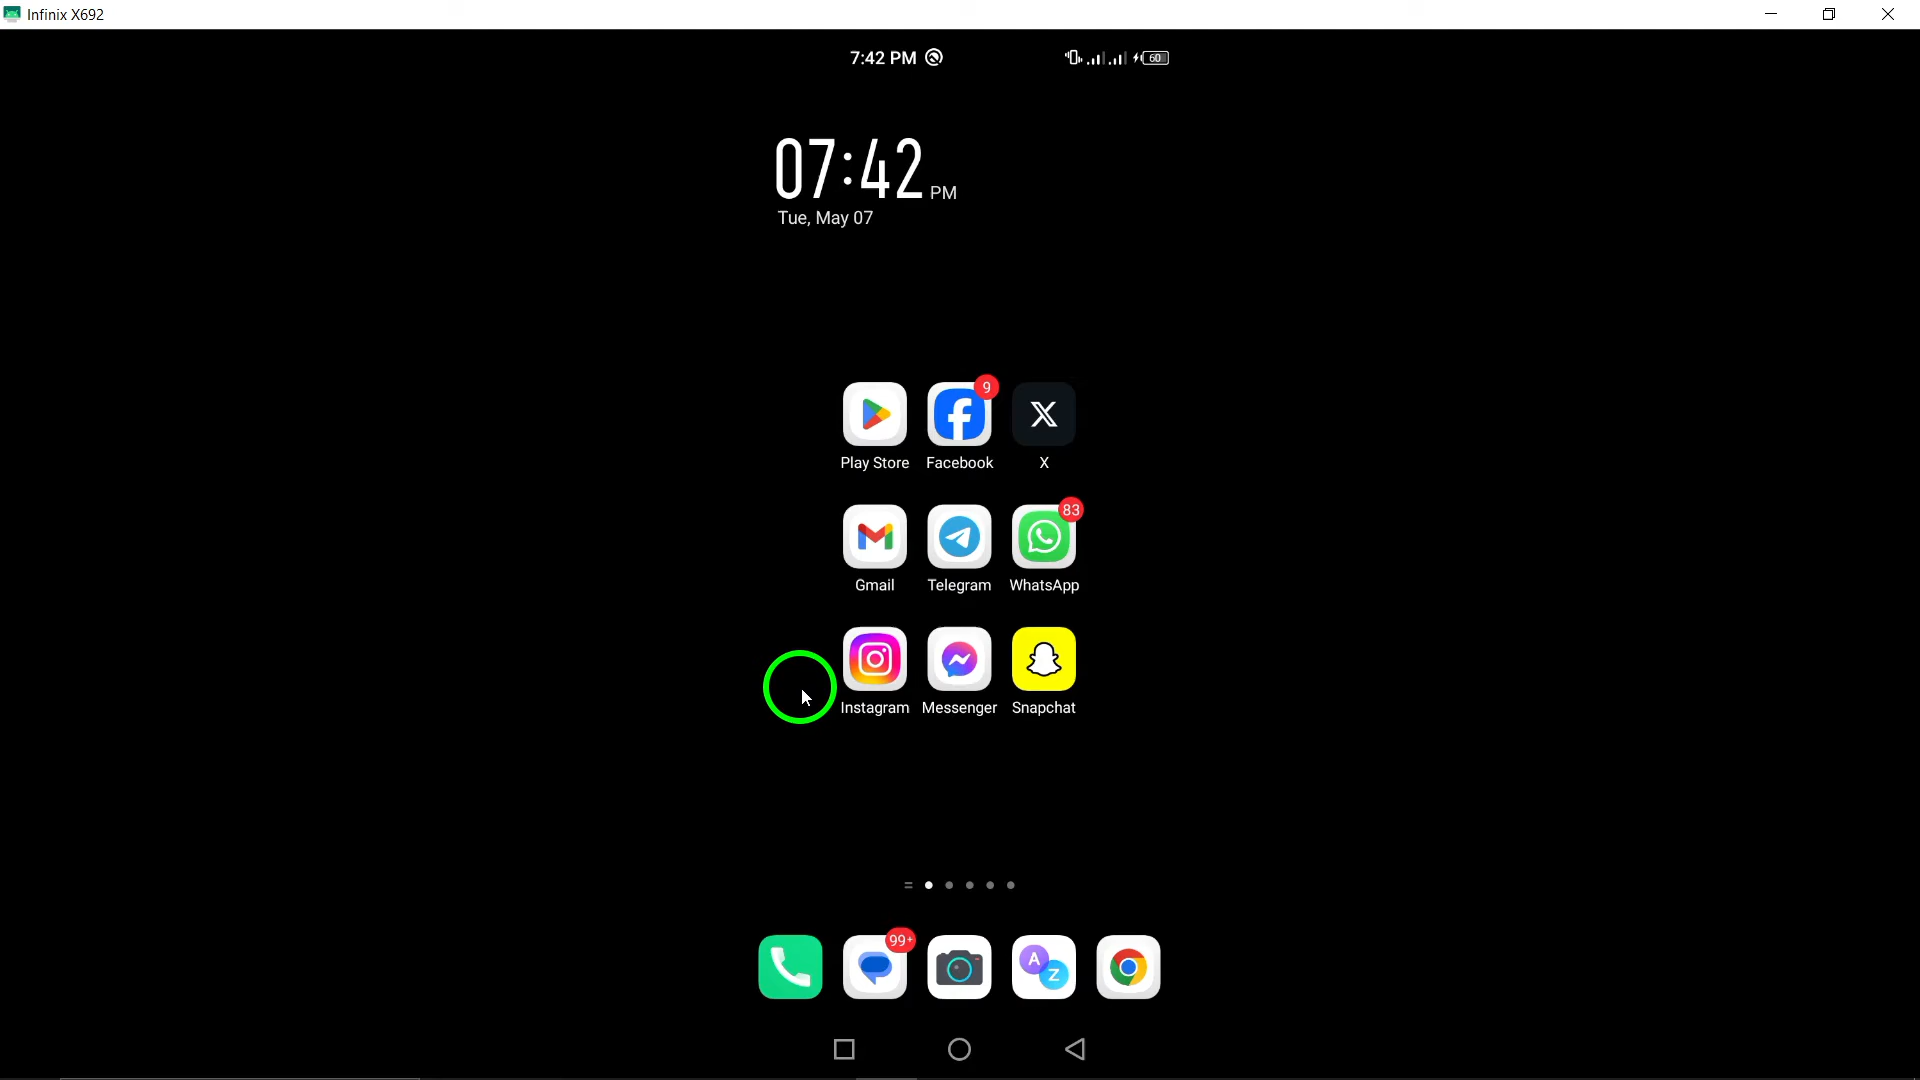 Infinix X692
7:42 PM
60
07:42 PM
Tue, May 07
9
Play Store Facebook X
83
Gmail Telegram WhatsApp
Instagram Messenger Snapchat
99+
A
Z